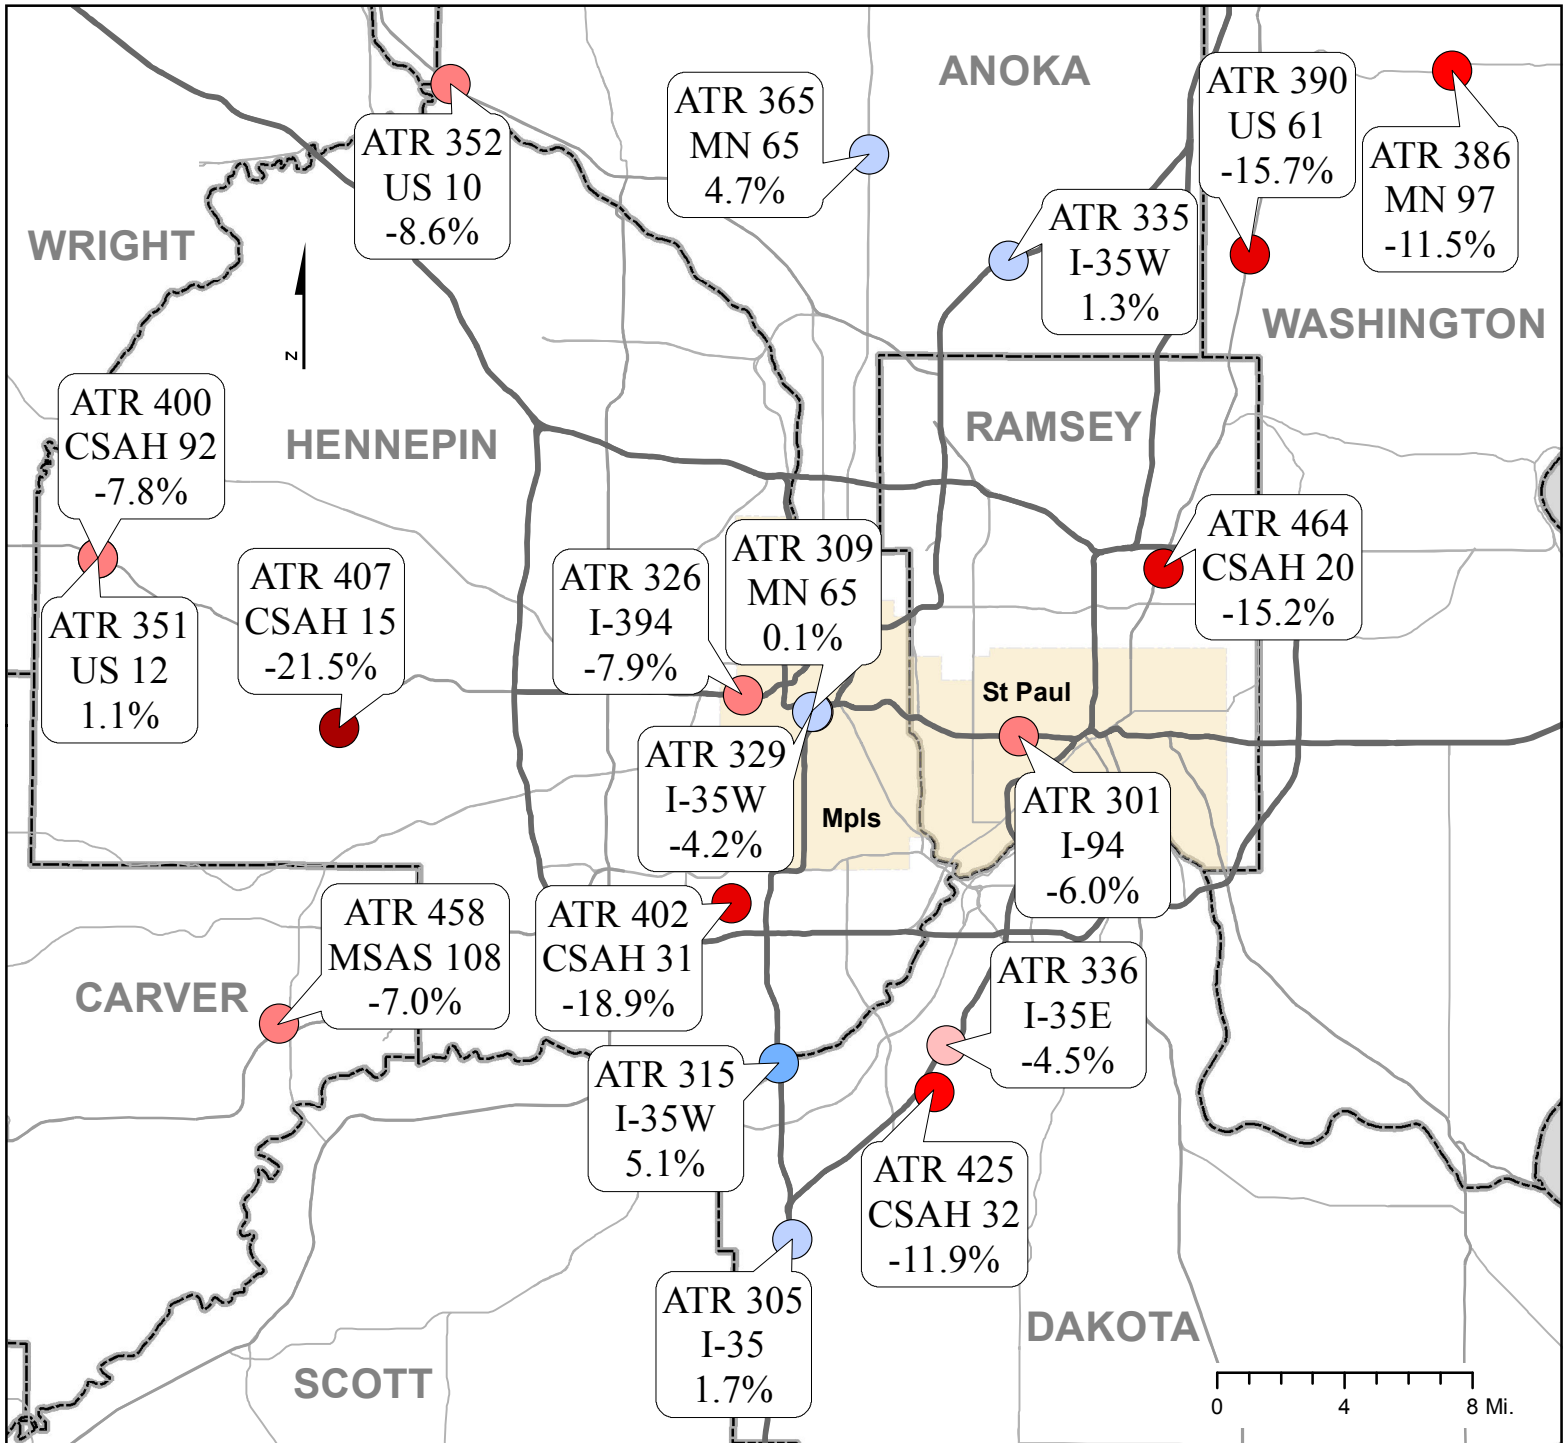 ANOKA
ATR 390
US 61
-15.7%
ATR 365
MN 65
4.7%
ATR 352
US 10
-8.6%
ATR 386
MN 97
-11.5%
ATR 335
I-35W
1.3%
WRIGHT
WASHINGTON
z
ATR 400
CSAH 92
-7.8%
HENNEPIN
RAMSEY
ATR 464
CSAH 20
-15.2%
ATR 309
MN 65
0.1%
ATR 407
CSAH 15
-21.5%
ATR 326
I-394
-7.9%
ATR 351
US 12
1.1%
St Paul
ATR 329
I-35W
-4.2%
Mpls
ATR 301
I-94
-6.0%
ATR 458
MSAS 108
-7.0%
ATR 402
CSAH 31
-18.9%
CARVER
ATR 336
I-35E
-4.5%
ATR 315
I-35W
5.1%
ATR 425
CSAH 32
-11.9%
ATR 305
I-35
1.7%
DAKOTA
SCOTT
0 4 8 Mi.